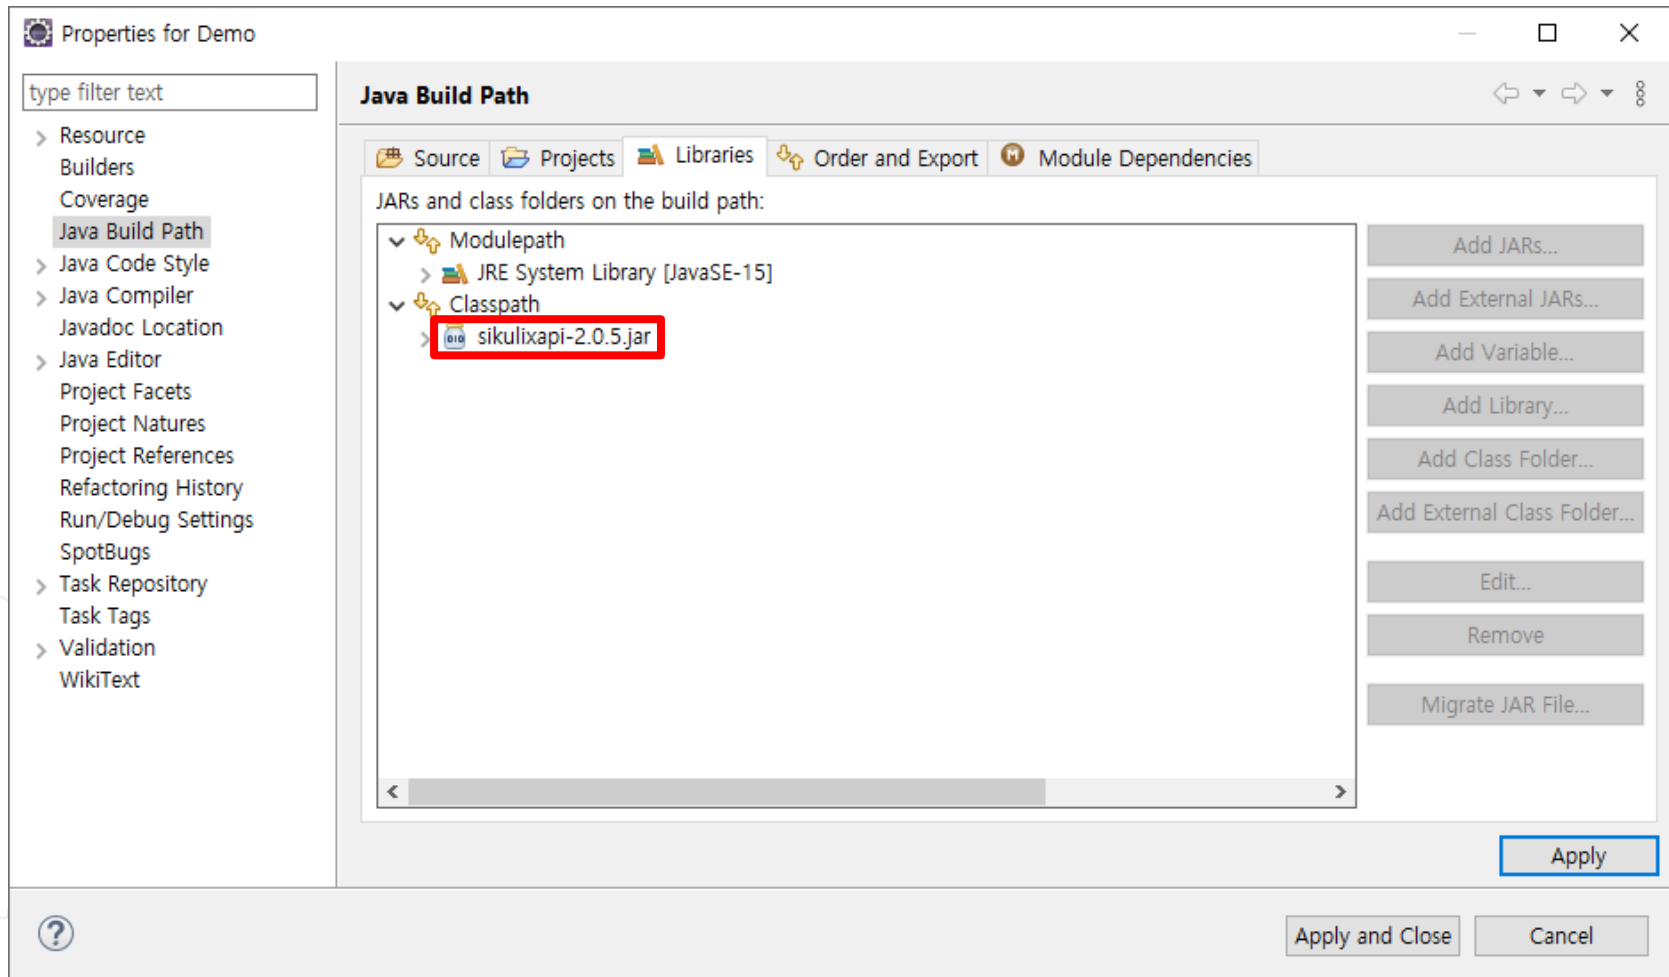 Properties for Demo
type filter text
Resource
Builders
Coverage
Java Build Path
Java Code Style
Java Compiler
Javadoc Location
Java Editor
Project Facets
Project Natures
Project References
Refactoring History
Run/Debug Settings
SpotBugs
Task Repository
Task Tags
Validation
WikiText
Java Build Path
Source Projects Libraries Order and Export Module Dependencies
JARs and class folders on the build path:
Modulepath
JRE System Library [JavaSE-15]
Classpath
sikulixapi-2.0.5.jar
Add JARs...
Add External JARs...
Add Variable...
Add Library...
Add Class Folder...
Add External Class Folder...
Edit...
Remove
Migrate JAR File...
Apply
Apply and Close Cancel